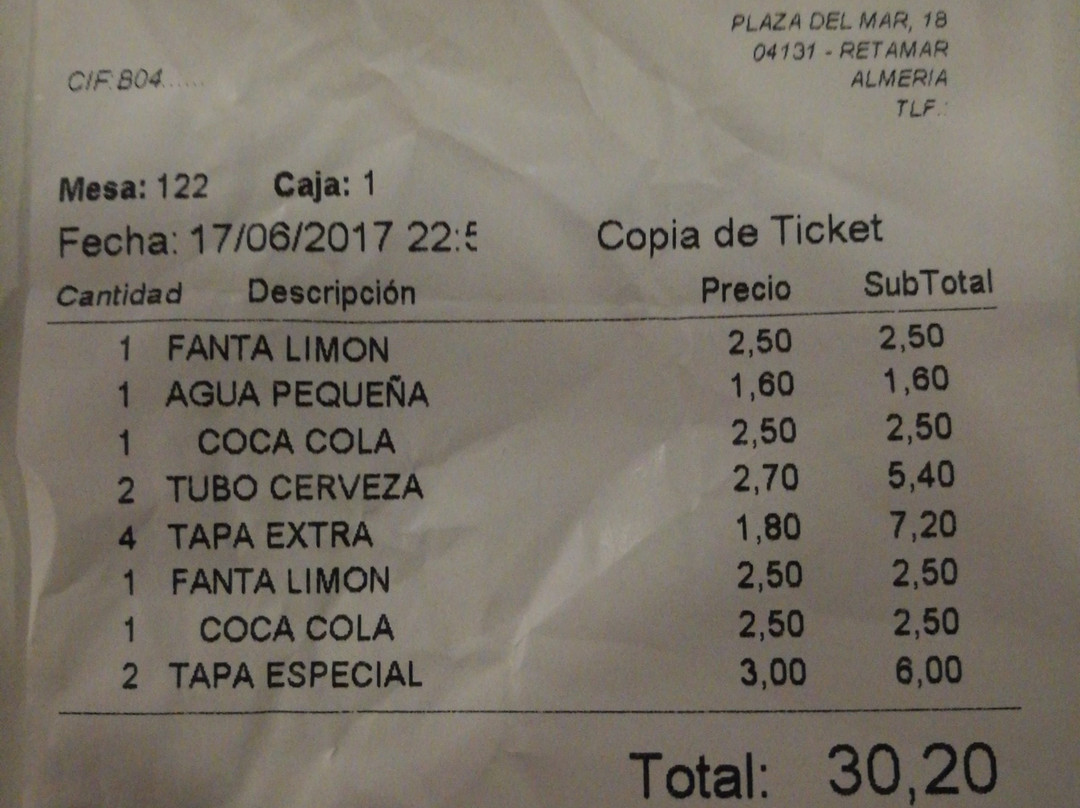 PLAZA DEL MAR, 18
04131 - RETAMAR
CIF: B04......
ALMERIA
TLF.:
Mesa: 122 Caja: 1
Fecha: 17/06/2017 22:5
Copia de Ticket
Cantidad Descripción Precio SubTotal
1 FANTA LIMON 2,50 2,50
1 AGUA PEQUEÑA 1,60 1,60
1 COCA COLA 2,50 2,50
2 TUBO CERVEZA 2,70 5,40
4 TAPA EXTRA 1,80 7,20
1 FANTA LIMON 2,50 2,50
1 COCA COLA 2,50 2,50
2 TAPA ESPECIAL 3,00 6,00
Total: 30,20